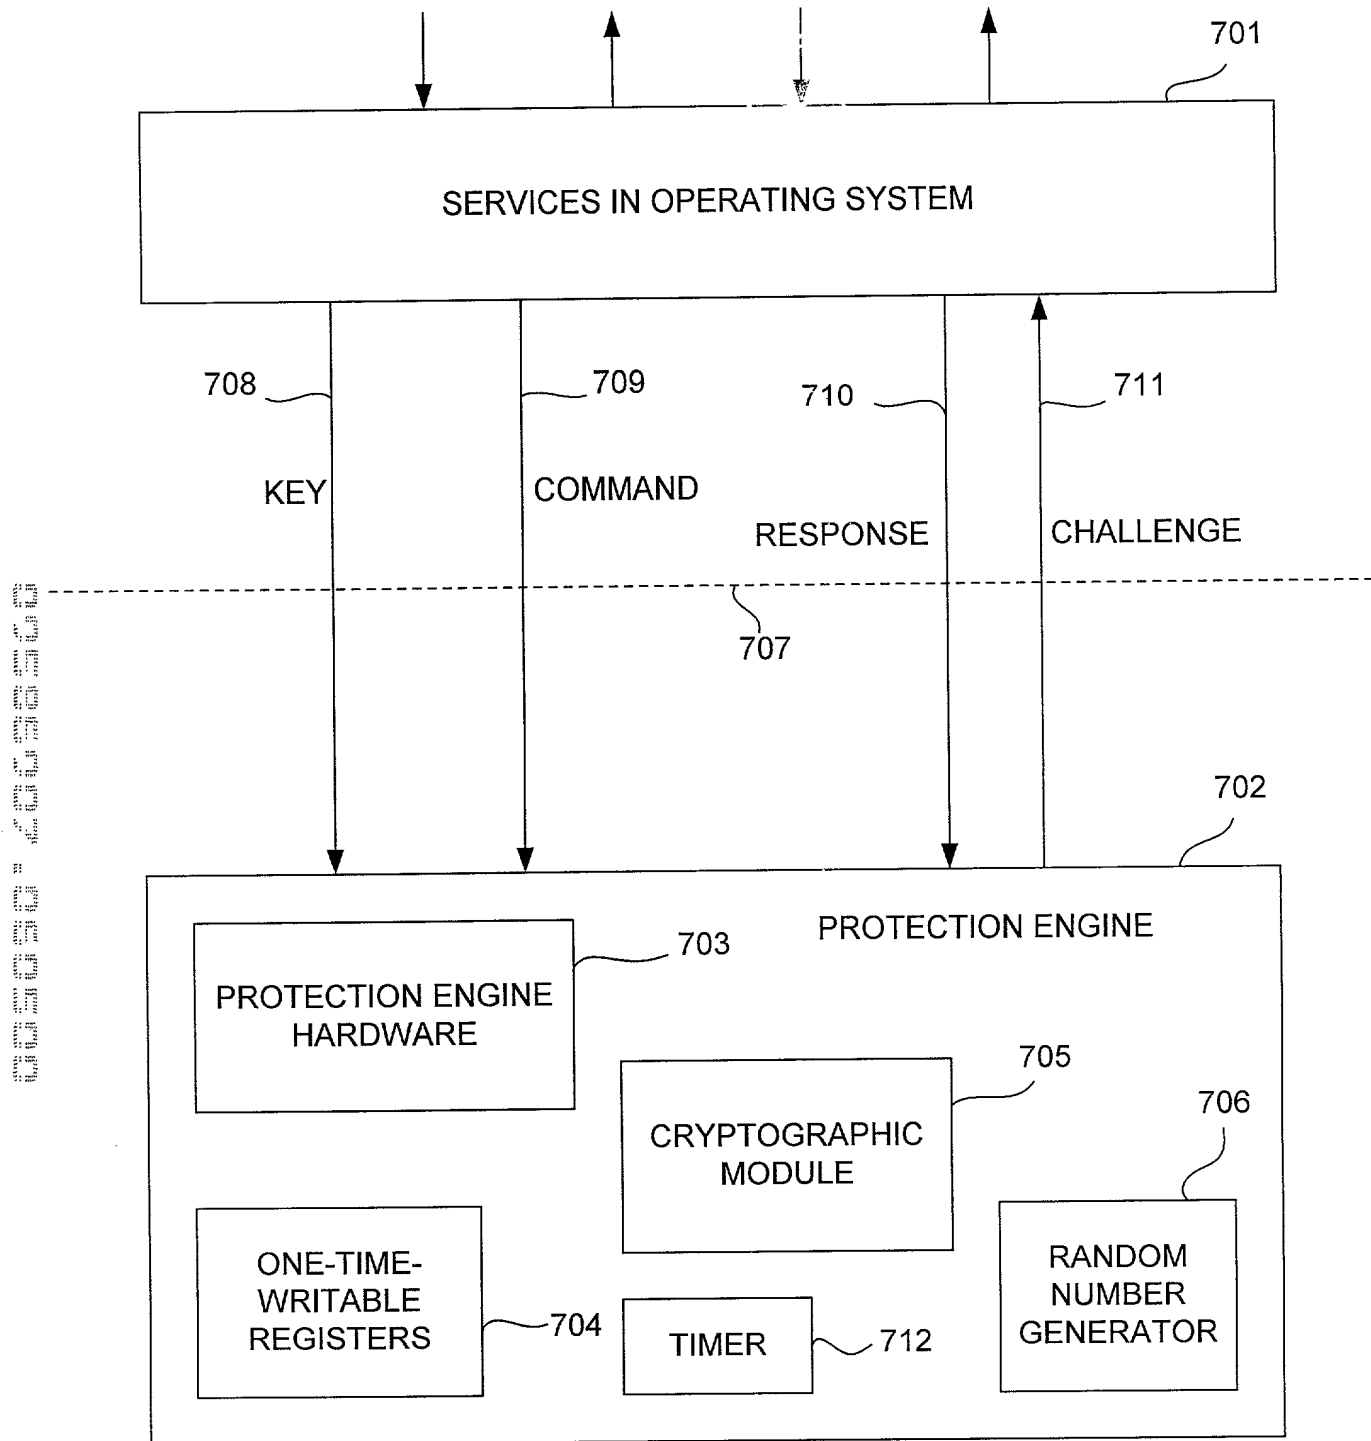 701
SERVICES IN OPERATING SYSTEM
708
709
710
711
KEY
COMMAND
RESPONSE
CHALLENGE
707
702
PROTECTION ENGINE
703
PROTECTION ENGINE
HARDWARE
705
CRYPTOGRAPHIC
MODULE
706
RANDOM
NUMBER
GENERATOR
ONE-TIME-
WRITABLE
REGISTERS
704
TIMER
712